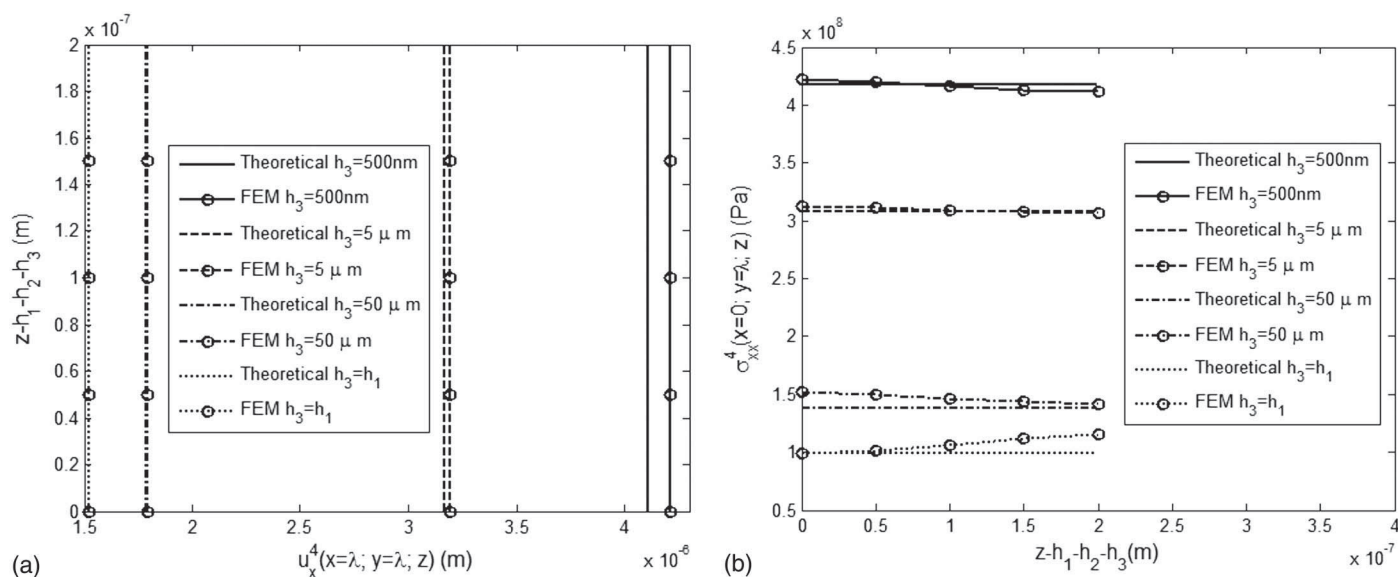 × 10⁻⁷
2
1.8
1.6
1.4
1.2
1
0.8
0.6
0.4
0.2
0
z-h₁-h₂-h₃ (m)
Theoretical h₃=500nm
FEM h₃=500nm
Theoretical h₃=5 μ m
FEM h₃=5 μ m
Theoretical h₃=50 μ m
FEM h₃=50 μ m
Theoretical h₃=h₁
FEM h₃=h₁
1.5 2 2.5 3 3.5 4
× 10⁻⁶
(a)
u⁴ₓ(x=λ; y=λ; z) (m)
× 10⁸
4.5
4
3.5
3
2.5
2
1.5
1
0.5
σ⁴ₓₓ(x=0; y=λ; z) (Pa)
Theoretical h₃=500nm
FEM h₃=500nm
Theoretical h₃=5 μ m
FEM h₃=5 μ m
Theoretical h₃=50 μ m
FEM h₃=50 μ m
Theoretical h₃=h₁
FEM h₃=h₁
0 0.5 1 1.5 2 2.5 3 3.5 4
× 10⁻⁷
(b)
z-h₁-h₂-h₃(m)